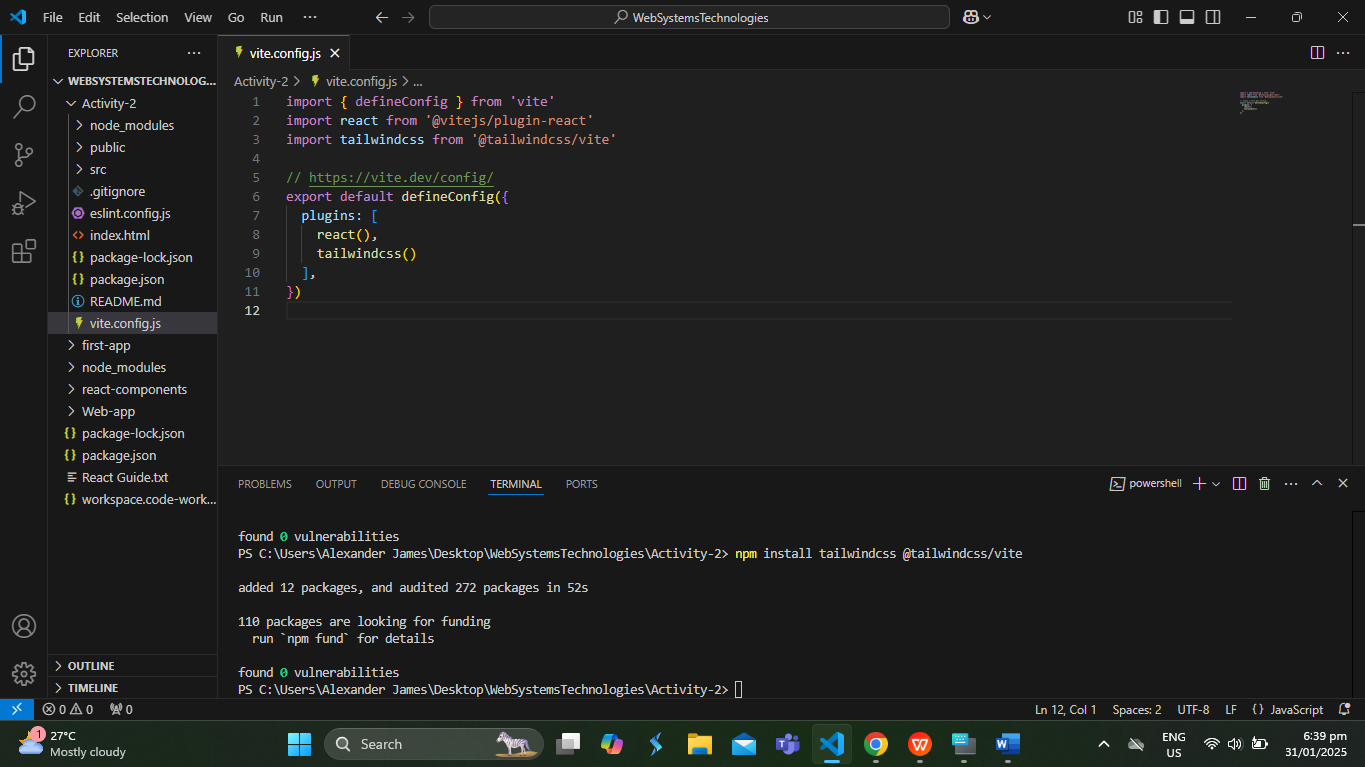 File Edit Selection View Go Run ···
WebSystemsTechnologies
EXPLORER ···
vite.config.js
WEBSYSTEMSTECHNOLOG...
Activity-2
node_modules
public
src
.gitignore
eslint.config.js
index.html
package-lock.json
package.json
README.md
vite.config.js
first-app
node_modules
react-components
Web-app
package-lock.json
package.json
React Guide.txt
workspace.code-work...
OUTLINE
TIMELINE
Activity-2 > vite.config.js > ...
1 import { defineConfig } from 'vite'
2 import react from '@vitejs/plugin-react'
3 import tailwindcss from '@tailwindcss/vite'
4
5 // https://vite.dev/config/
6 export default defineConfig({
7 plugins: [
8 react(),
9 tailwindcss()
10 ],
11 })
12
PROBLEMS OUTPUT DEBUG CONSOLE TERMINAL PORTS
powershell
found 0 vulnerabilities
PS C:\Users\Alexander James\Desktop\WebSystemsTechnologies\Activity-2> npm install tailwindcss @tailwindcss/vite
added 12 packages, and audited 272 packages in 52s
110 packages are looking for funding
run `npm fund` for details
found 0 vulnerabilities
PS C:\Users\Alexander James\Desktop\WebSystemsTechnologies\Activity-2>
0 0 0
Ln 12, Col 1 Spaces: 2 UTF-8 LF {} JavaScript
1
27°C
Mostly cloudy
Search
ENG
US
6:39 pm
31/01/2025